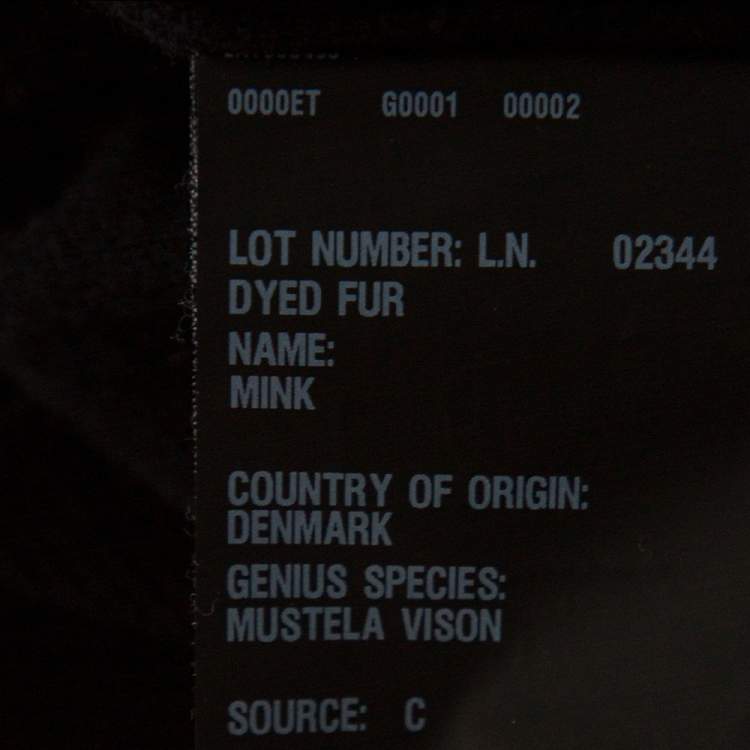 0000ET G0001 00002
LOT NUMBER: L.N. 02344
DYED FUR
NAME:
MINK
COUNTRY OF ORIGIN:
DENMARK
GENIUS SPECIES:
MUSTELA VISON
SOURCE: C